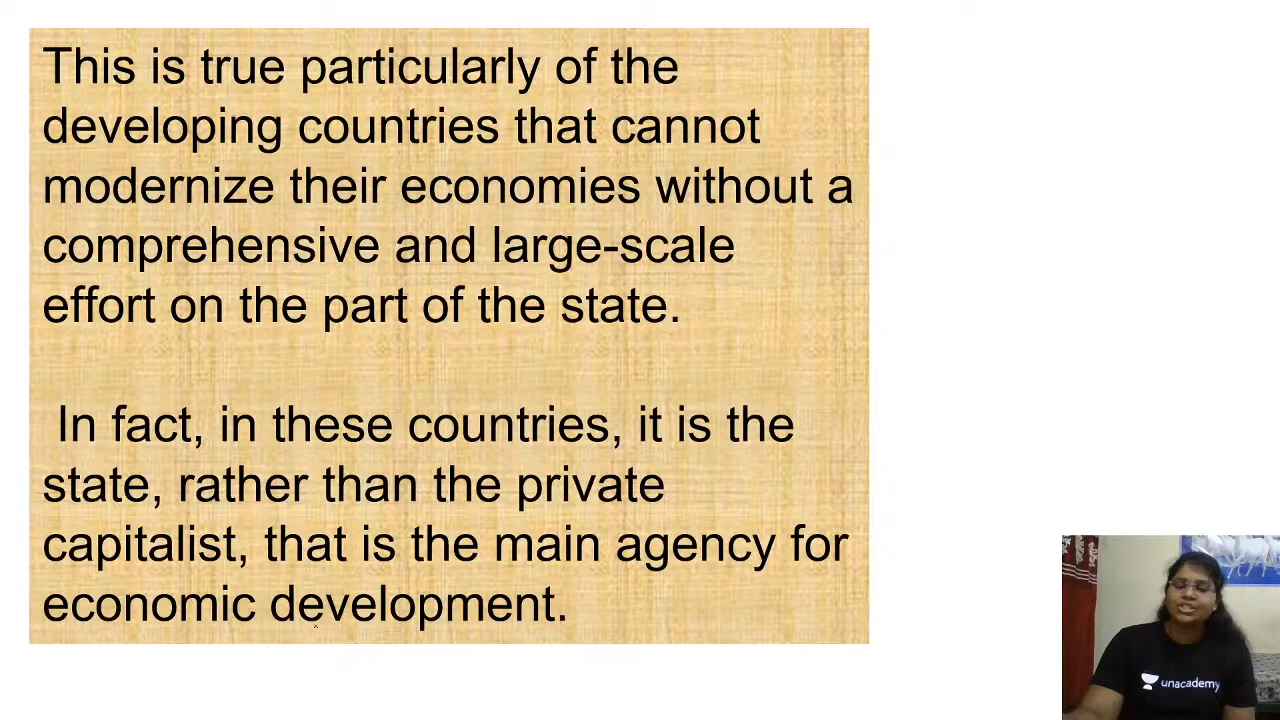 This is true particularly of the
developing countries that cannot
modernize their economies without a
comprehensive and large-scale
effort on the part of the state.
In fact, in these countries, it is the
state, rather than the private
capitalist, that is the main agency for
economic development.
unacademy